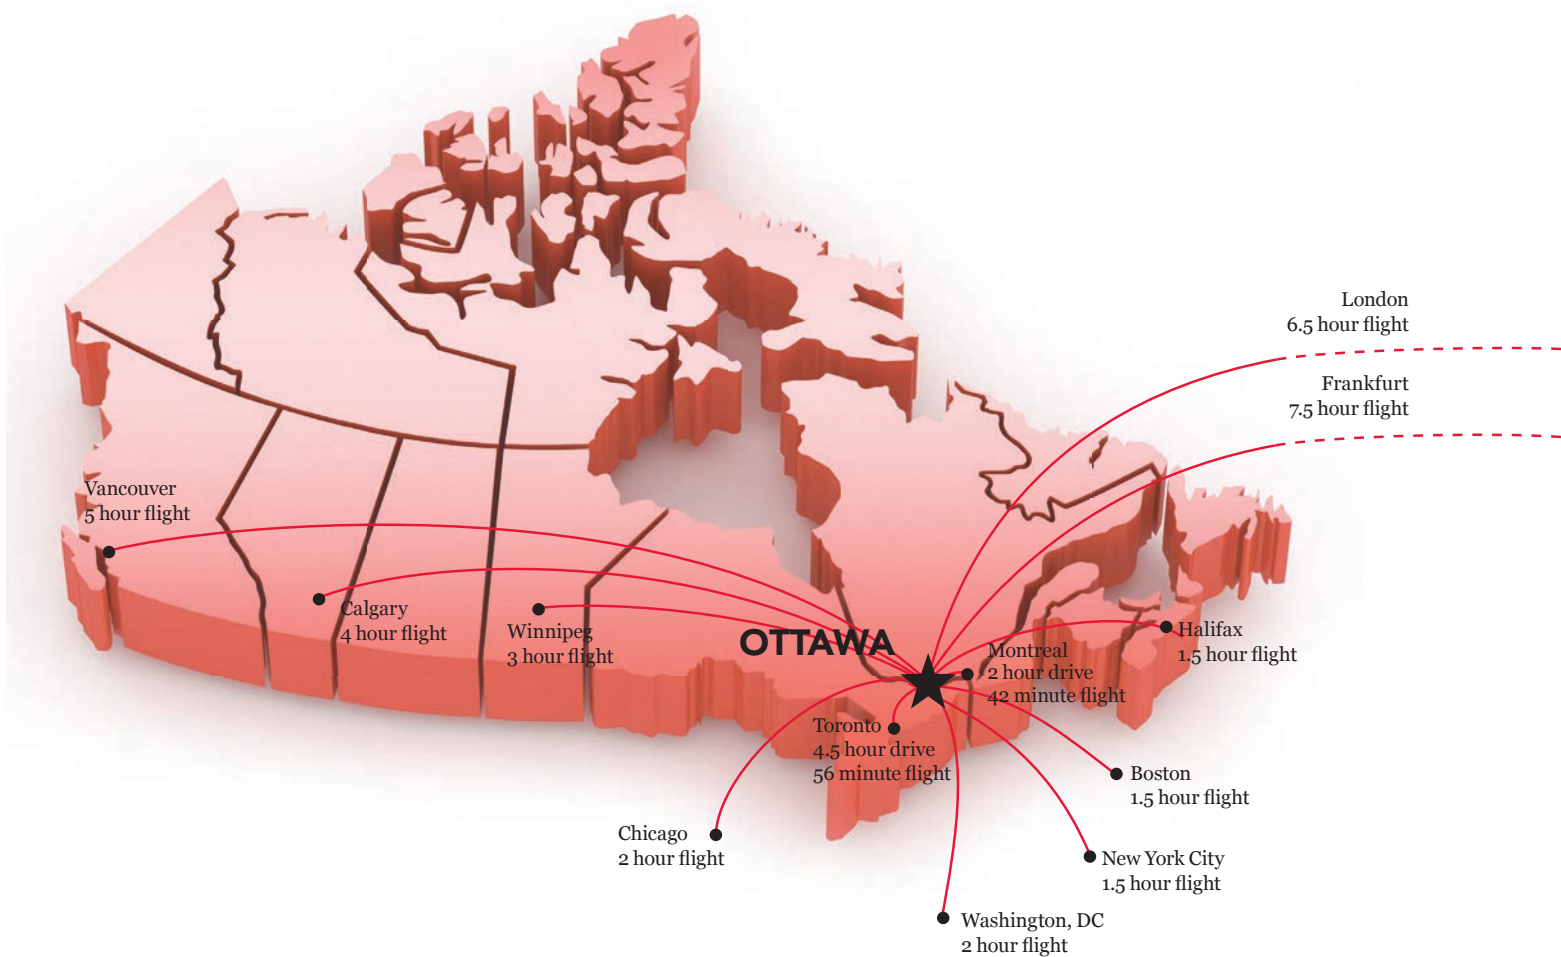 London
6.5 hour flight
Frankfurt
7.5 hour flight
Vancouver
5 hour flight
Calgary
4 hour flight
Winnipeg
3 hour flight
OTTAWA
Halifax
1.5 hour flight
Montreal
2 hour drive
42 minute flight
Toronto
4.5 hour drive
56 minute flight
Boston
1.5 hour flight
Chicago
2 hour flight
New York City
1.5 hour flight
Washington, DC
2 hour flight